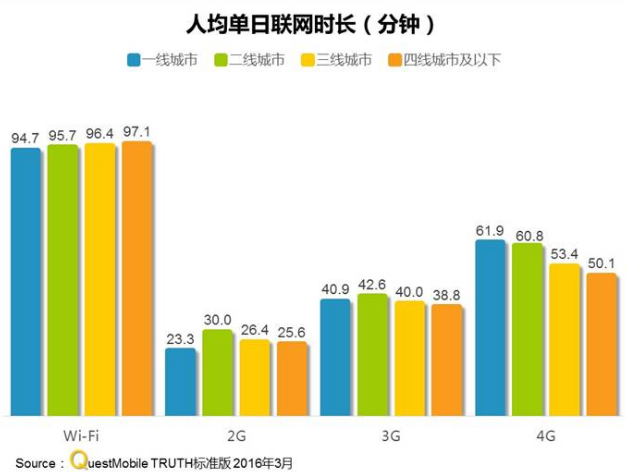 人均单日联网时长（分钟）
一线城市 二线城市 三线城市 四线城市及以下
94.7 95.7 96.4 97.1
23.3 30.0 26.4 25.6
40.9 42.6 40.0 38.8
61.9 60.8 53.4 50.1
Wi-Fi 2G 3G 4G
Source：QuestMobile TRUTH标准版 2016年3月